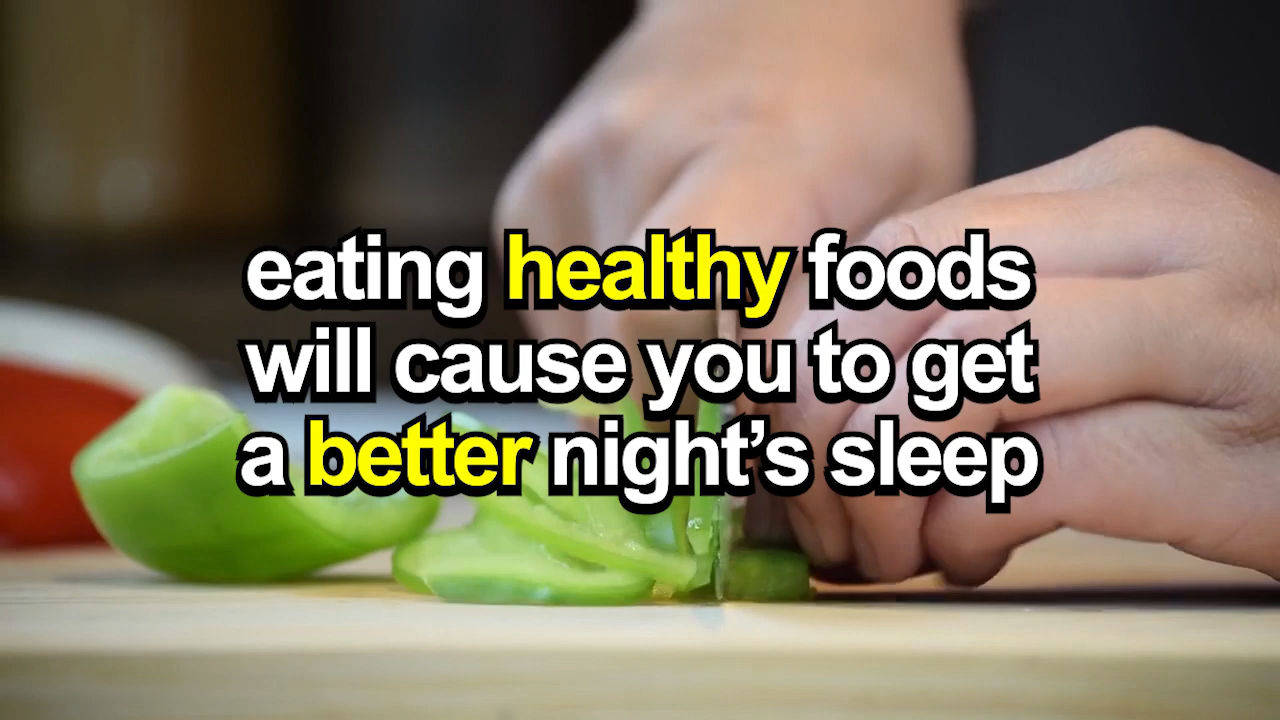 eating healthy foods
will cause you to get
a better night’s sleep